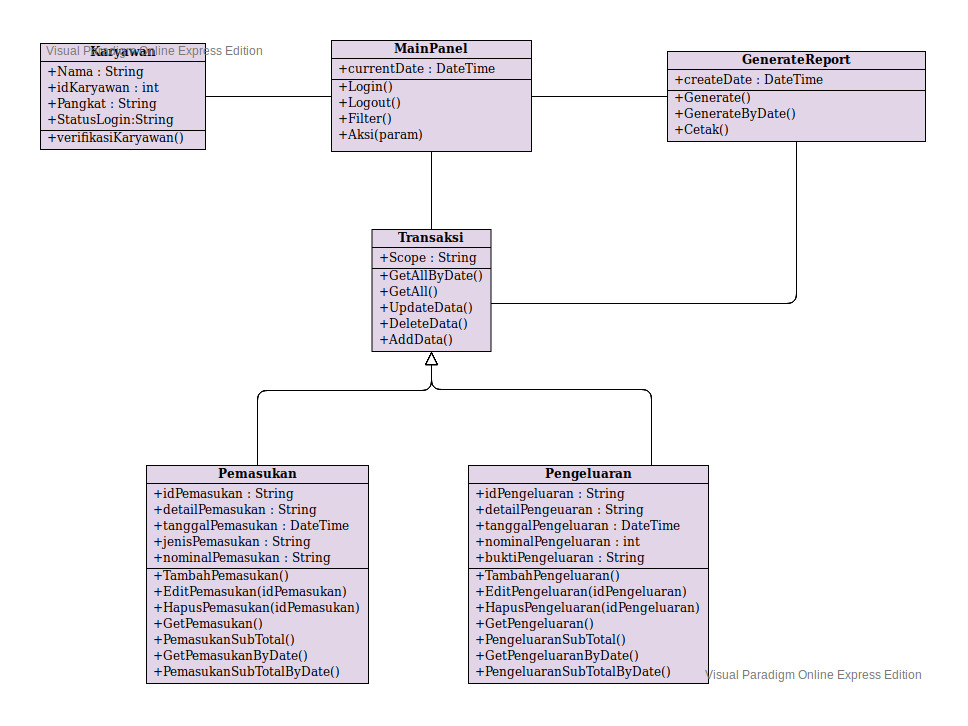 Visual Paradigm Online Express Edition
Karyawan
+Nama : String
+idKaryawan : int
+Pangkat : String
+StatusLogin:String
+verifikasiKaryawan()
MainPanel
+currentDate : DateTime
+Login()
+Logout()
+Filter()
+Aksi(param)
GenerateReport
+createDate : DateTime
+Generate()
+GenerateByDate()
+Cetak()
Transaksi
+Scope : String
+GetAllByDate()
+GetAll()
+UpdateData()
+DeleteData()
+AddData()
Pemasukan
+idPemasukan : String
+detailPemasukan : String
+tanggalPemasukan : DateTime
+jenisPemasukan : String
+nominalPemasukan : String
+TambahPemasukan()
+EditPemasukan(idPemasukan)
+HapusPemasukan(idPemasukan)
+GetPemasukan()
+PemasukanSubTotal()
+GetPemasukanByDate()
+PemasukanSubTotalByDate()
Pengeluaran
+idPengeluaran : String
+detailPengeuaran : String
+tanggalPengeluaran : DateTime
+nominalPengeluaran : int
+buktiPengeluaran : String
+TambahPengeluaran()
+EditPengeluaran(idPengeluaran)
+HapusPengeluaran(idPengeluaran)
+GetPengeluaran()
+PengeluaranSubTotal()
+GetPengeluaranByDate()
+PengeluaranSubTotalByDate()
Visual Paradigm Online Express Edition